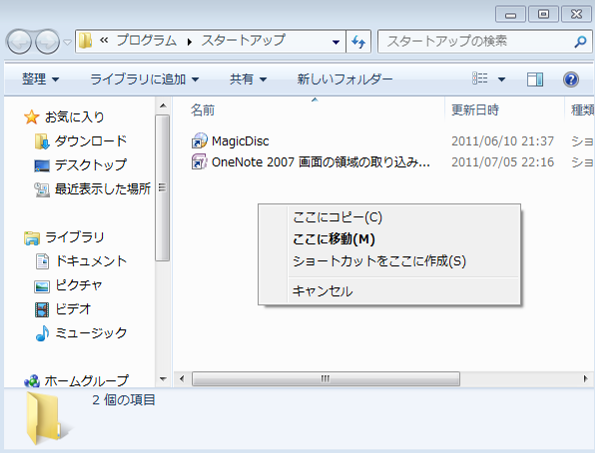 « プログラム ▸ スタートアップ
スタートアップの検索
整理 ライブラリに追加 共有 新しいフォルダー
名前 更新日時 種類
お気に入り
ダウンロード
デスクトップ
最近表示した場所
ライブラリ
ドキュメント
ピクチャ
ビデオ
ミュージック
ホームグループ
MagicDisc 2011/06/10 21:37 ショ
OneNote 2007 画面の領域の取り込み... 2011/07/05 22:16 ショ
ここにコピー(C)
ここに移動(M)
ショートカットをここに作成(S)
キャンセル
2 個の項目